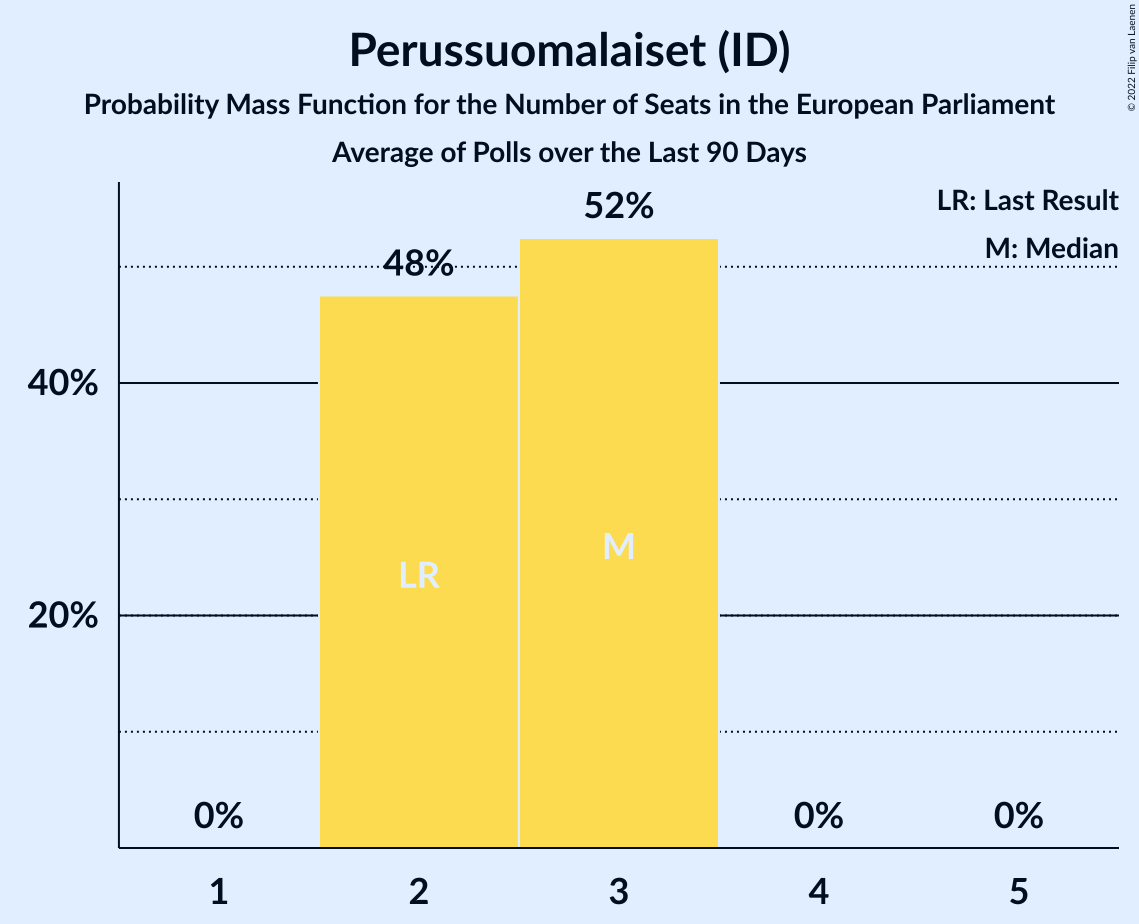 Perussuomalaiset (ID)
Probability Mass Function for the Number of Seats in the European Parliament
Average of Polls over the Last 90 Days
© 2022 Filip van Laenen
LR: Last Result
M: Median
52%
48%
40%
20%
M
LR
0%
0%
0%
1
2
3
4
5